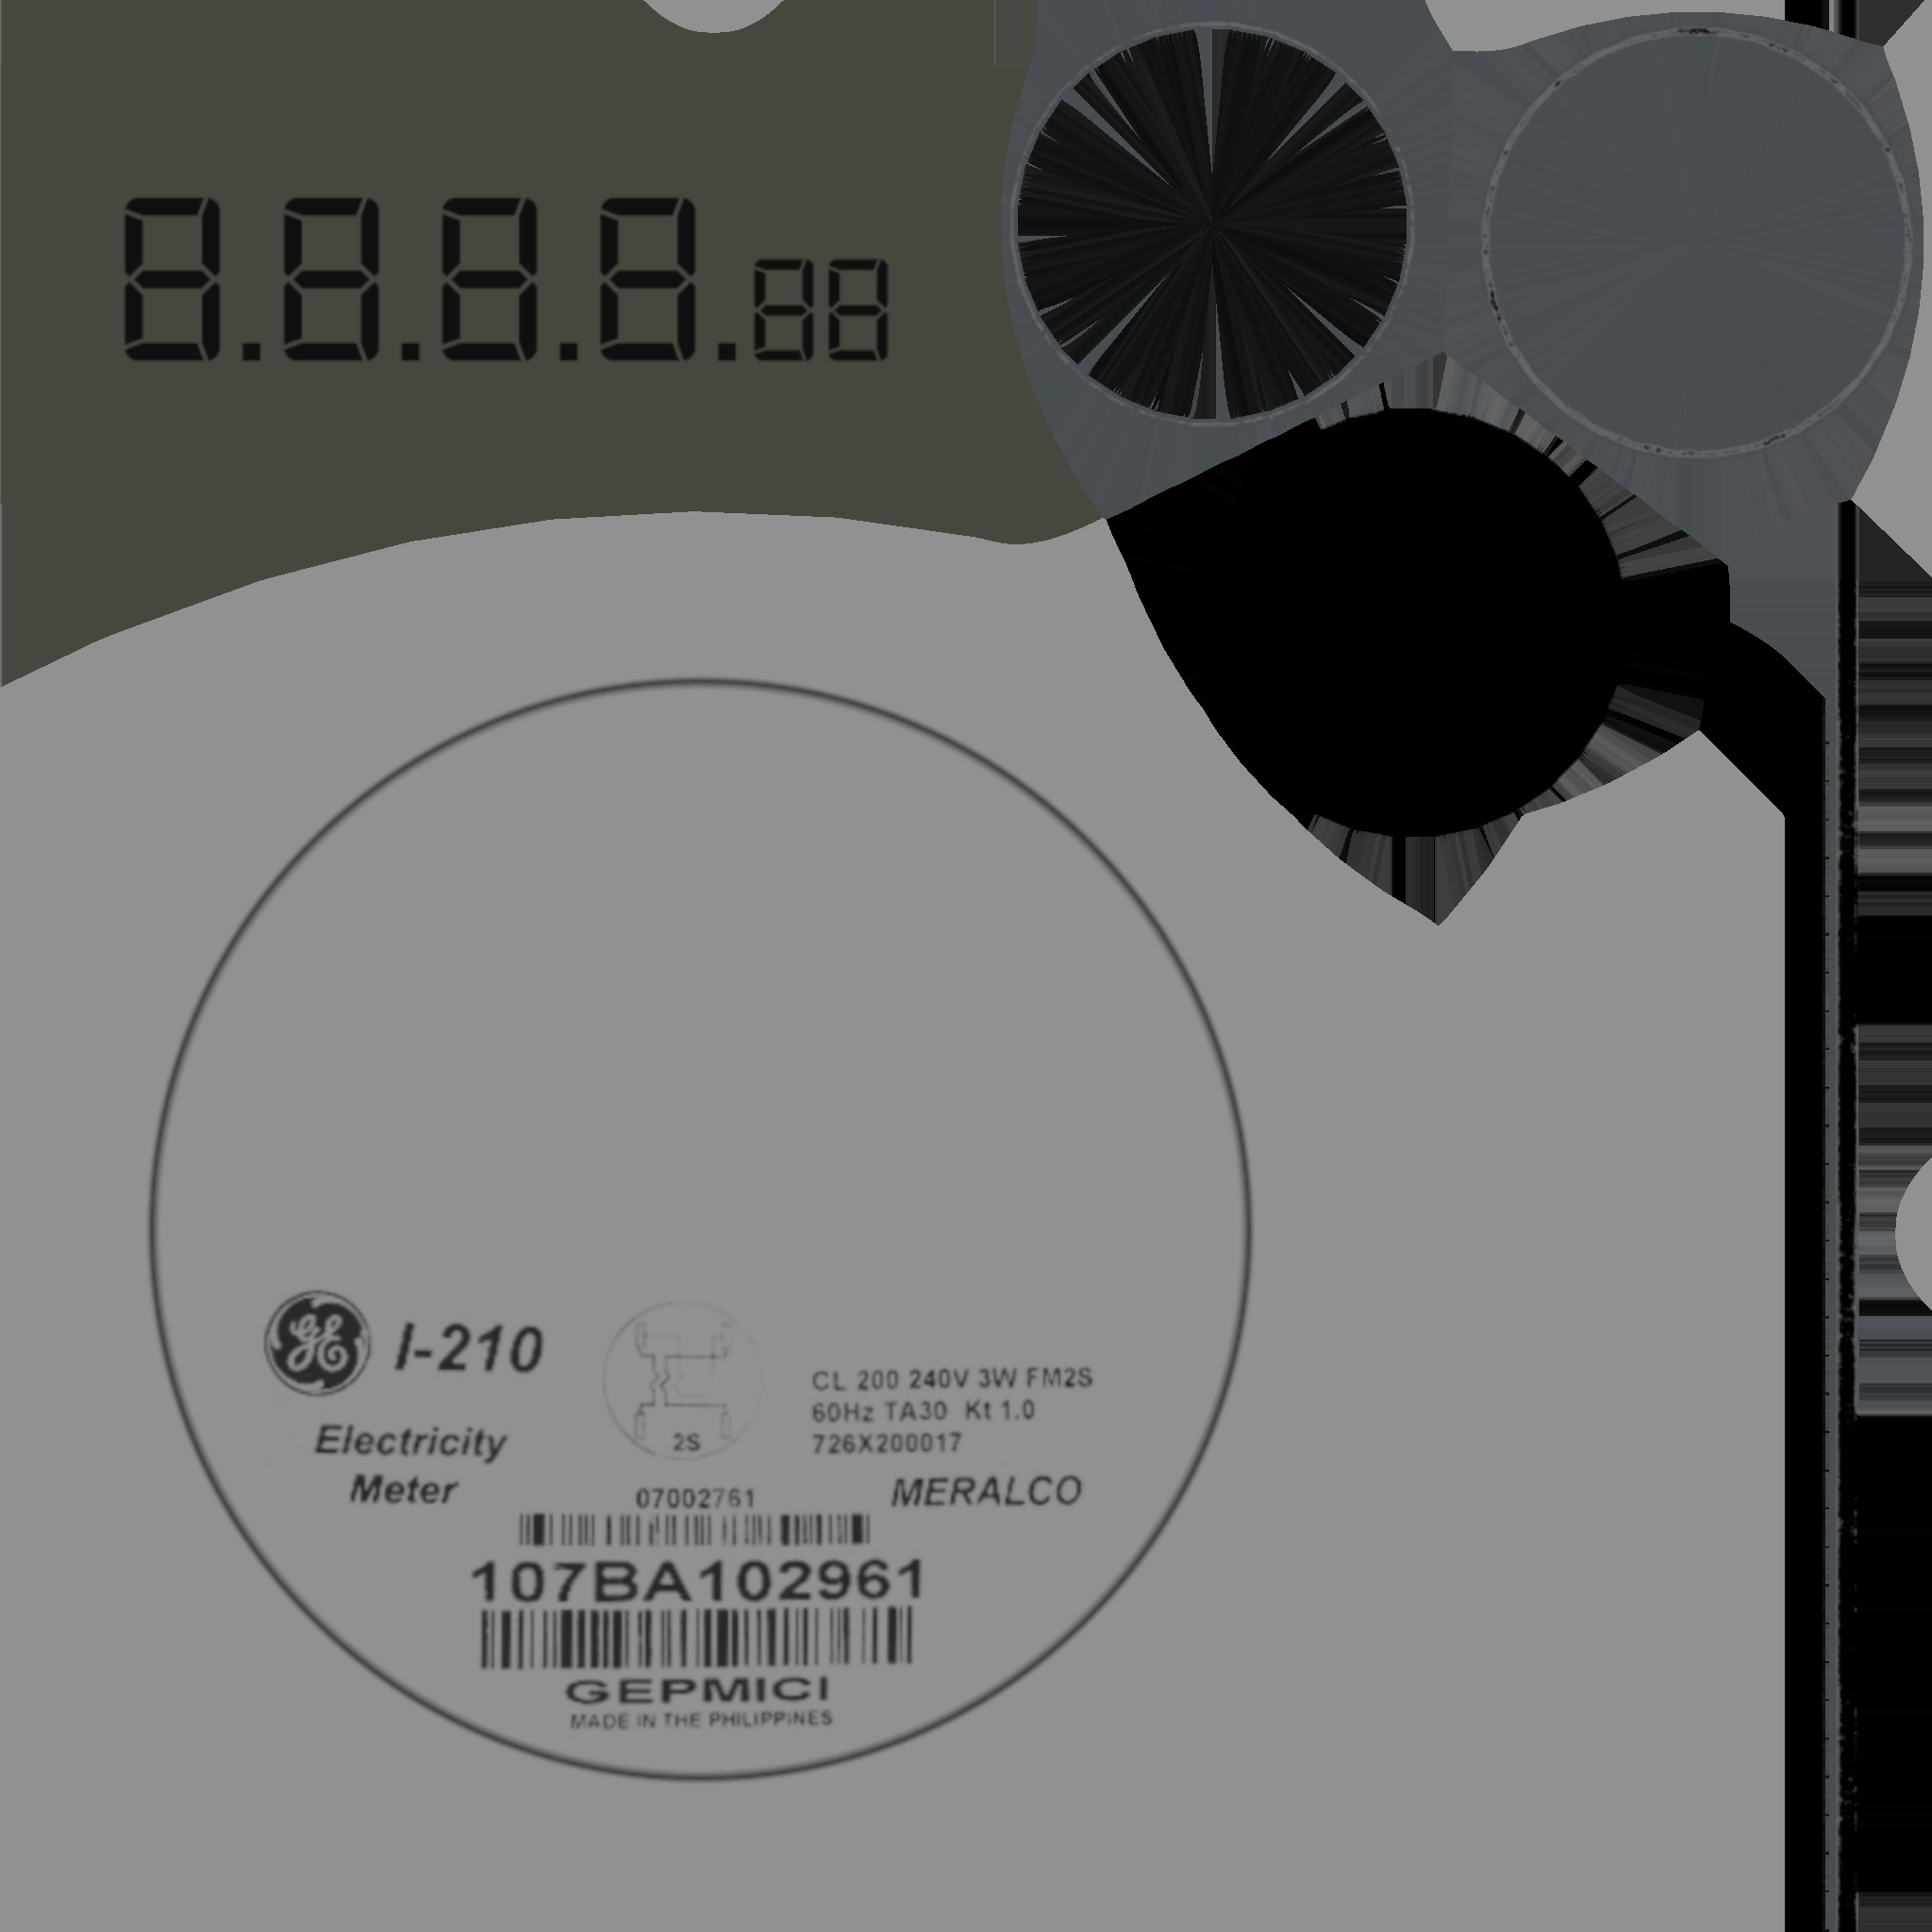 8.8.8.8.88
GE I-210
CL 200 240V 3W FM2S
60Hz TA30 Kt 1.0
Electricity
2S
726X200017
Meter
07002761
MERALCO
107BA102961
GEPMICI
MADE IN THE PHILIPPINES